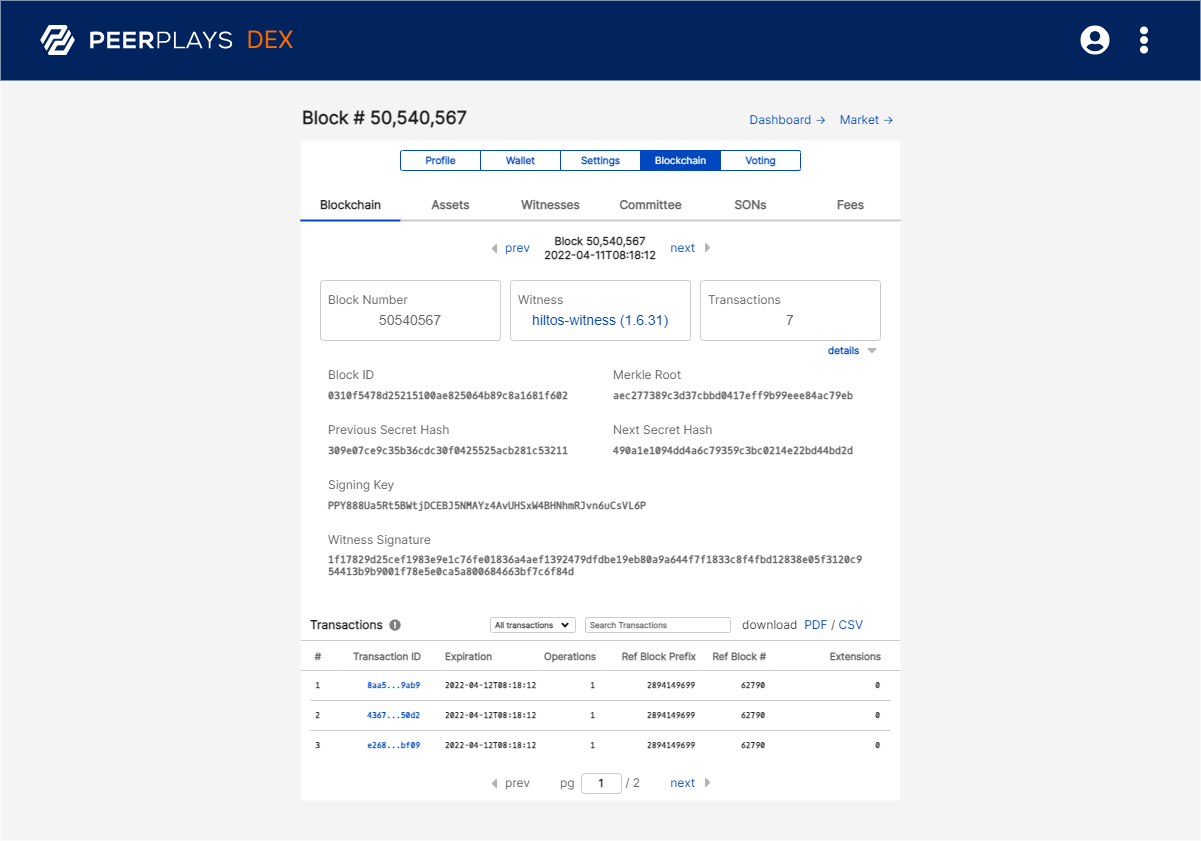 PEERPLAYS DEX
Block # 50,540,567
Dashboard → Market →
Profile Wallet Settings Blockchain Voting
Blockchain Assets Witnesses Committee SONs Fees
prev Block 50,540,567 next
2022-04-11T08:18:12
Block Number Witness Transactions
50540567 hiltos-witness (1.6.31) 7
details
Block ID Merkle Root
0310f5478d25215100ae825064b89c8a1681f602 aec277389c3d37cbbd0417eff9b99eee84ac79eb
Previous Secret Hash Next Secret Hash
309e07ce9c35b36cdc30f0425525acb281c53211 490a1e1094dd4a6c79359c3bc0214e22bd44bd2d
Signing Key
PPY888Ua5Rt5BWtjDCEBJ5NMAYz4AvUHSxW4BHNhmRJvn6uCsVL6P
Witness Signature
1f17829d25cef1983e9e1c76fe01836a4aef1392479dfdbe19eb80a9a644f7f1833c8f4fbd12838e05f3120c9
54413b9b9001f78e5e0ca5a800684663bf7c6f84d
Transactions All transactions Search Transactions download PDF / CSV
# Transaction ID Expiration Operations Ref Block Prefix Ref Block # Extensions
1 8aa5...9ab9 2022-04-12T08:18:12 1 2894149699 62790 0
2 4367...50d2 2022-04-12T08:18:12 1 2894149699 62790 0
3 e268...bf09 2022-04-12T08:18:12 1 2894149699 62790 0
prev pg 1 / 2 next